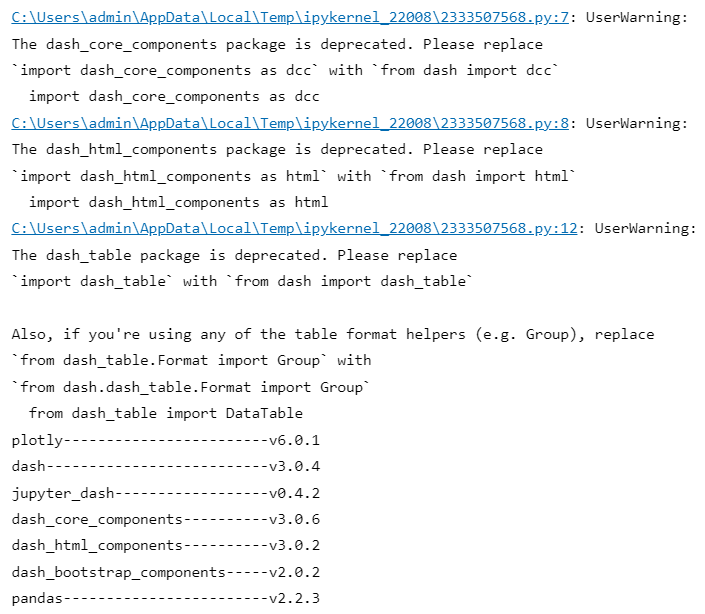 C:\Users\admin\AppData\Local\Temp\ipykernel_22008\2333507568.py:7: UserWarning:
The dash_core_components package is deprecated. Please replace
`import dash_core_components as dcc` with `from dash import dcc`
  import dash_core_components as dcc
C:\Users\admin\AppData\Local\Temp\ipykernel_22008\2333507568.py:8: UserWarning:
The dash_html_components package is deprecated. Please replace
`import dash_html_components as html` with `from dash import html`
  import dash_html_components as html
C:\Users\admin\AppData\Local\Temp\ipykernel_22008\2333507568.py:12: UserWarning:
The dash_table package is deprecated. Please replace
`import dash_table` with `from dash import dash_table`

Also, if you're using any of the table format helpers (e.g. Group), replace
`from dash_table.Format import Group` with
`from dash.dash_table.Format import Group`
  from dash_table import DataTable
plotly------------------------v6.0.1
dash--------------------------v3.0.4
jupyter_dash------------------v0.4.2
dash_core_components----------v3.0.6
dash_html_components----------v3.0.2
dash_bootstrap_components-----v2.0.2
pandas------------------------v2.2.3